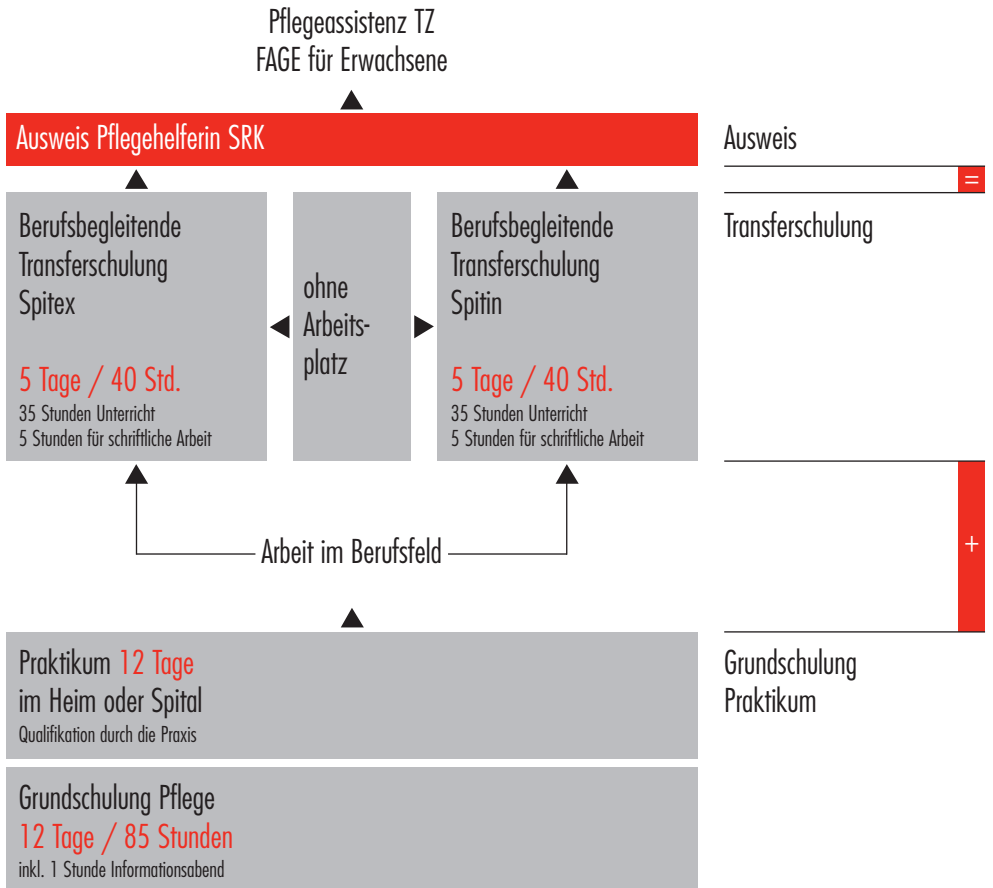 Pflegeassistenz TZ
FAGE für Erwachsene
Ausweis Pflegehelferin SRK
Ausweis
=
Berufsbegleitende
Transferschulung
Spitex
5 Tage / 40 Std.
35 Stunden Unterricht
5 Stunden für schriftliche Arbeit
ohne
Arbeits-
platz
Berufsbegleitende
Transferschulung
Spitin
5 Tage / 40 Std.
35 Stunden Unterricht
5 Stunden für schriftliche Arbeit
Transferschulung
Arbeit im Berufsfeld
+
Praktikum 12 Tage
im Heim oder Spital
Qualifikation durch die Praxis
Grundschulung
Praktikum
Grundschulung Pflege
12 Tage / 85 Stunden
inkl. 1 Stunde Informationsabend